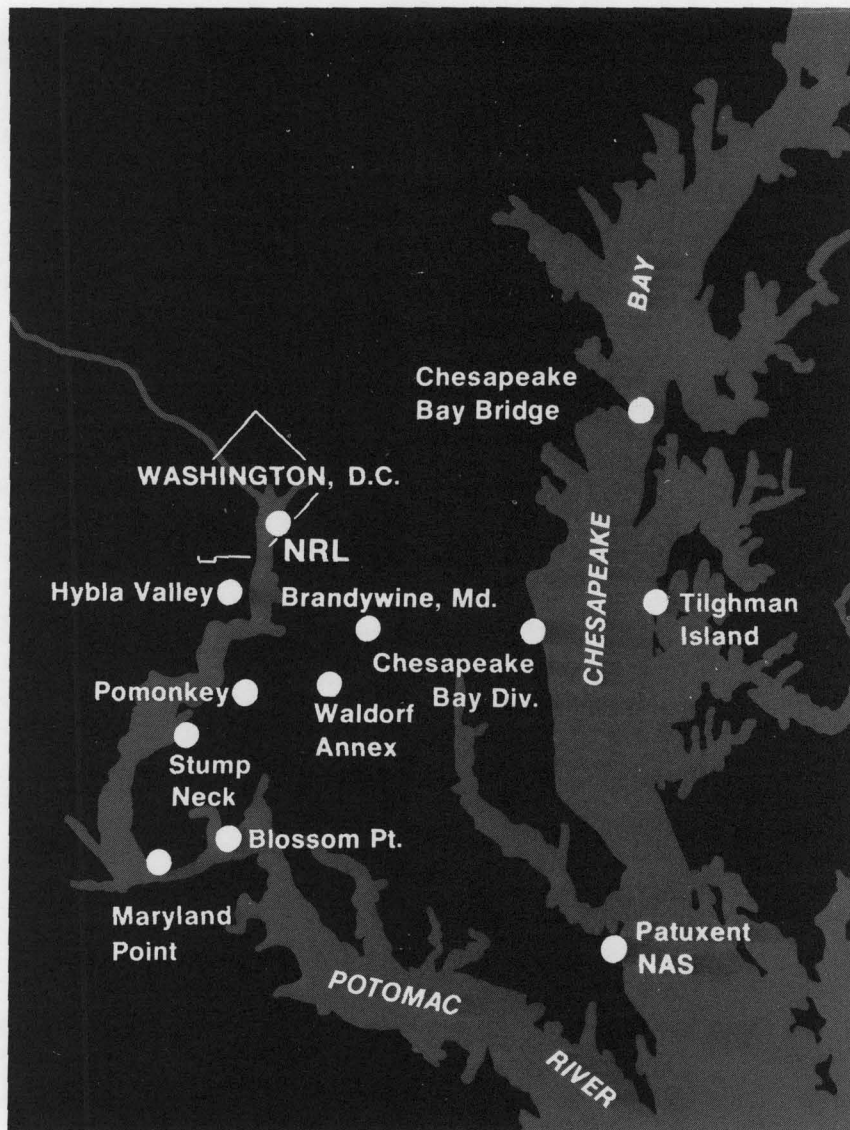 BAY
Chesapeake
Bay Bridge
WASHINGTON, D.C.
NRL
CHESAPEAKE
Hybla Valley
Brandywine, Md.
Tilghman
Island
Chesapeake
Bay Div.
Pomonkey
Waldorf
Annex
Stump
Neck
Blossom Pt.
Maryland
Point
Patuxent
NAS
POTOMAC
RIVER